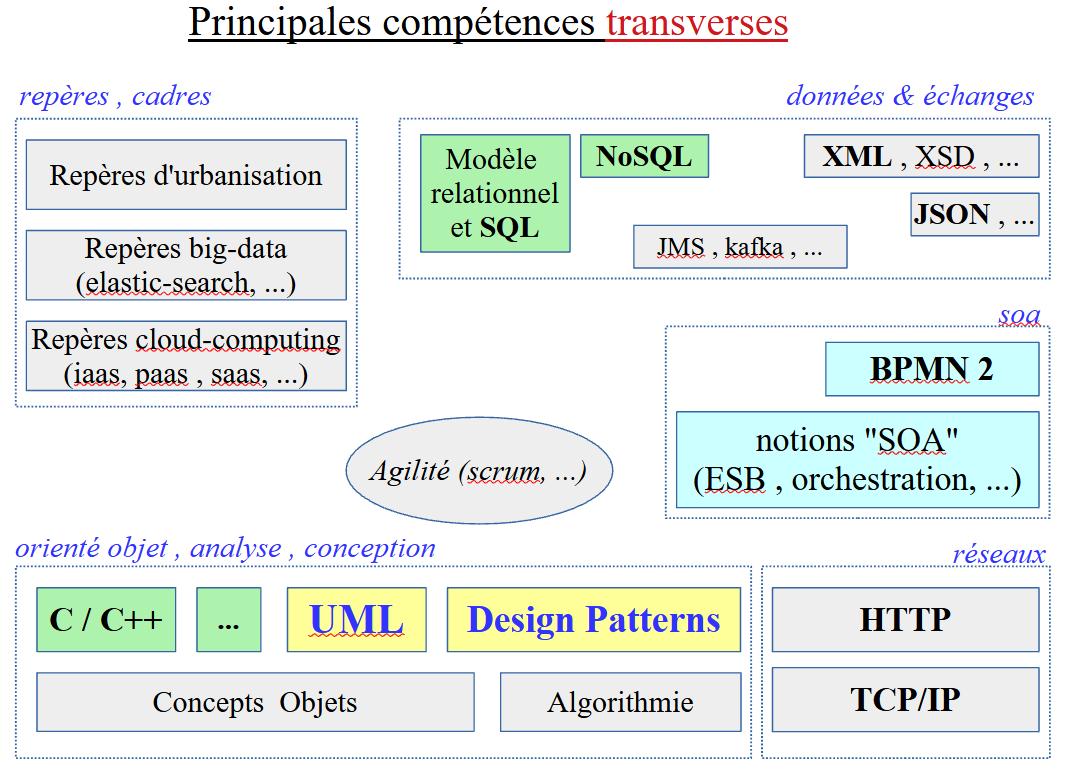 Principales compétences transverses
repères , cadres
Repères d'urbanisation
Repères big-data
(elastic-search, ...)
Repères cloud-computing
(iaas, paas , saas, ...)
données & échanges
Modèle
relationnel
et SQL
NoSQL
XML , XSD , ...
JSON , ...
JMS , kafka , ...
soa
BPMN 2
notions "SOA"
(ESB , orchestration, ...)
Agilité (scrum, ...)
orienté objet , analyse , conception
C / C++
...
UML
Design Patterns
Concepts Objets
Algorithmie
réseaux
HTTP
TCP/IP